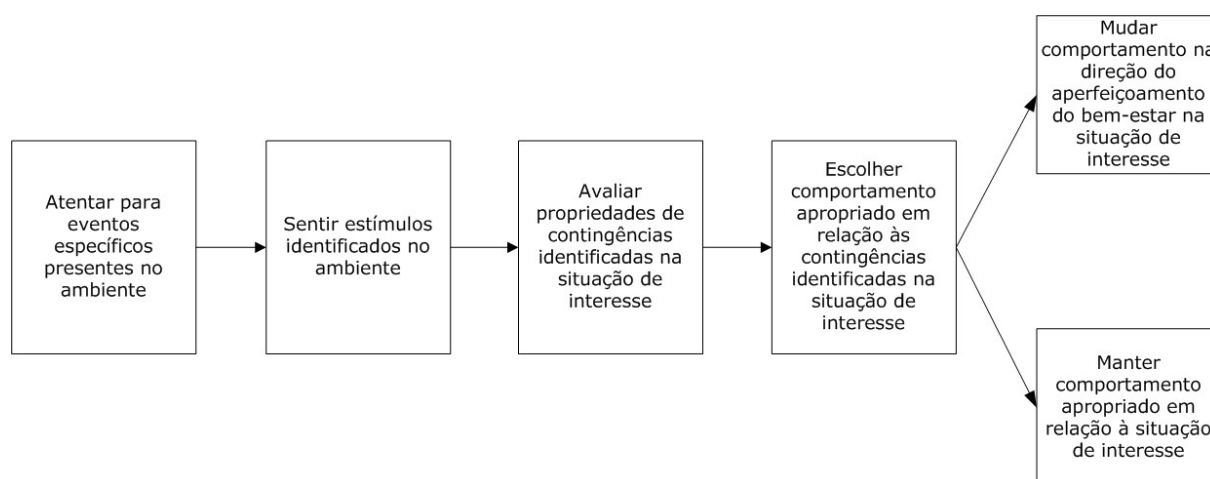 Atentar para
eventos
específicos
presentes no
ambiente
Sentir estímulos
identificados no
ambiente
Avaliar
propriedades de
contingências
identificadas na
situação de
interesse
Escolher
comportamento
apropriado em
relação às
contingências
identificadas na
situação de
interesse
Mudar
comportamento na
direção do
aperfeiçoamento
do bem-estar na
situação de
interesse
Manter
comportamento
apropriado em
relação à situação
de interesse